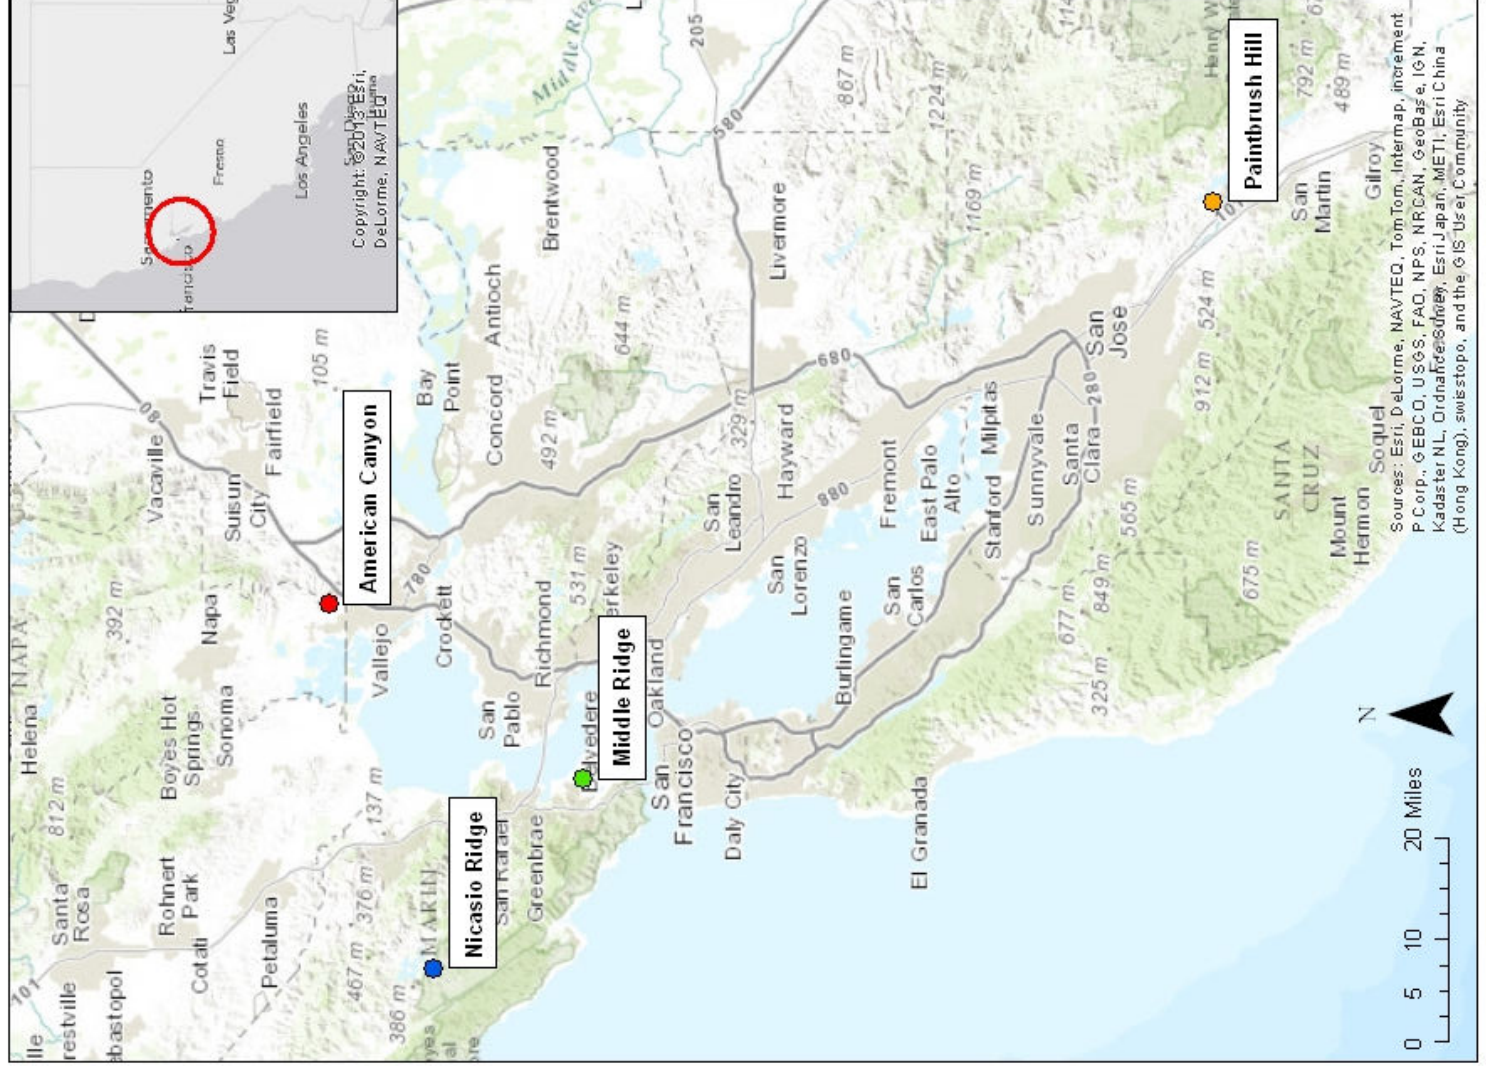 Las Veg
Sacramento
Fresno
Los Angeles
San Diego
Copyright: ©2013 Esri,
DeLorme, NAVTEQ
Middle River
205
580
867 m
1224 m
1169 m
792 m
489 m
Henry W
Paintbrush Hill
San
Martin
Gilroy
101
Brentwood
Livermore
Antioch
644 m
Travis
Field
105 m
Bay
Point
Concord
492 m
680
329 m
Hayward
San
Leandro
880
Fremont
East Palo
Alto
Milpitas
Stanford
Sunnyvale
Santa
Clara
280
San
Jose
524 m
912 m
565 m
SANTA
CRUZ
Soquel
Mount
Hermon
80
Vacaville
Fairfield
Suisun
City
American Canyon
780
NAPA
392 m
Napa
Vallejo
Crockett
Richmond
531 m
erkeley
San
Lorenzo
San
Carlos
Burlingame
849 m
677 m
675 m
325 m
Helena
Boyes Hot
Springs
Sonoma
San
Pablo
Middle Ridge
Oakland
812 m
137 m
San
Francisco
Daly City
El Granada
Nicasio Ridge
San Rafael
Greenbrae
Santa
Rosa
Rohnert
Park
376 m
MARIN
Cotati
Petaluma
467 m
386 m
101
restville
ebastopol
lle
N
0 5 10 20 Miles
Sources: Esri, DeLorme, NAVTEQ, TomTom, Intermap, increment
P Corp., GEBCO, USGS, FAO, NPS, NRCAN, GeoBase, IGN,
Kadaster NL, Ordnance Survey, Esri Japan, METI, Esri China
(Hong Kong), swisstopo, and the GIS User Community